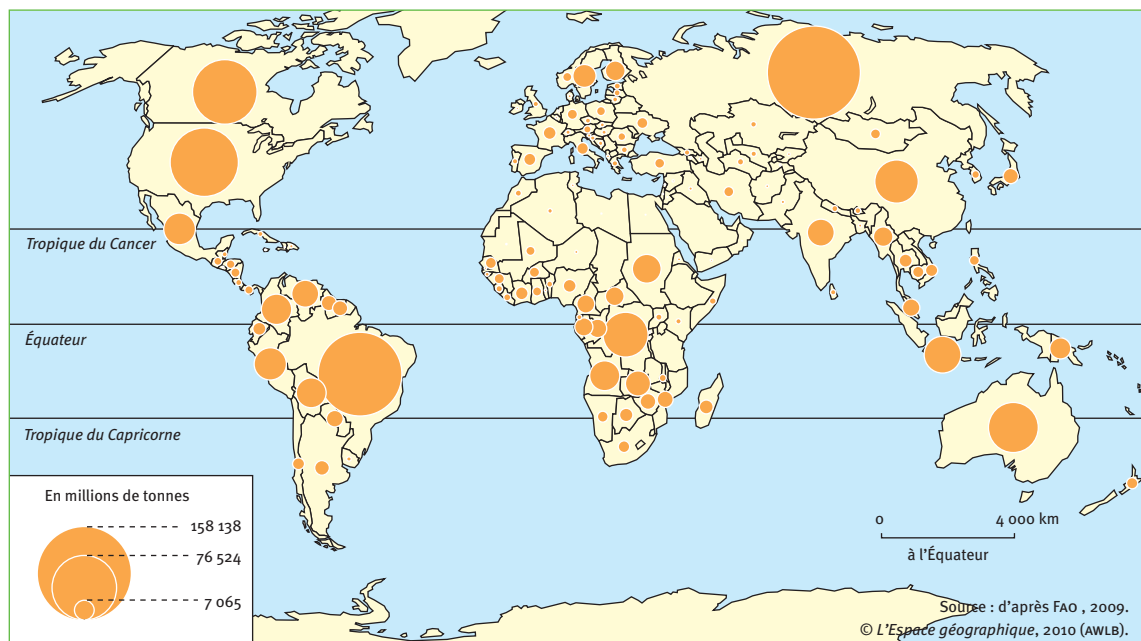 Tropique du Cancer
Équateur
Tropique du Capricorne
En millions de tonnes
158 138
76 524
7 065
0 4 000 km
à l'Équateur
Source : d'après FAO , 2009.
© L'Espace géographique, 2010 (AWLB).